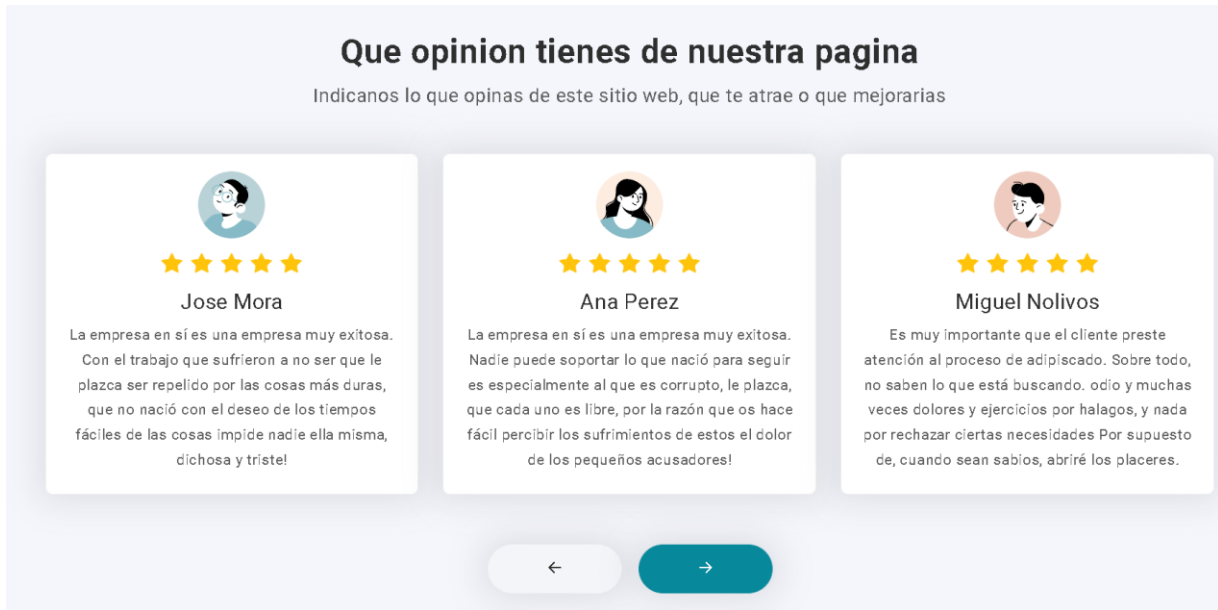 Que opinion tienes de nuestra pagina
Indicanos lo que opinas de este sitio web, que te atrae o que mejorarias
Jose Mora
La empresa en sí es una empresa muy exitosa.
Con el trabajo que sufrieron a no ser que le
plazca ser repelido por las cosas más duras,
que no nació con el deseo de los tiempos
fáciles de las cosas impide nadie ella misma,
dichosa y triste!
Ana Perez
La empresa en sí es una empresa muy exitosa.
Nadie puede soportar lo que nació para seguir
es especialmente al que es corrupto, le plazca,
que cada uno es libre, por la razón que os hace
fácil percibir los sufrimientos de estos el dolor
de los pequeños acusadores!
Miguel Nolivos
Es muy importante que el cliente preste
atención al proceso de adipiscado. Sobre todo,
no saben lo que está buscando. odio y muchas
veces dolores y ejercicios por halagos, y nada
por rechazar ciertas necesidades Por supuesto
de, cuando sean sabios, abriré los placeres.